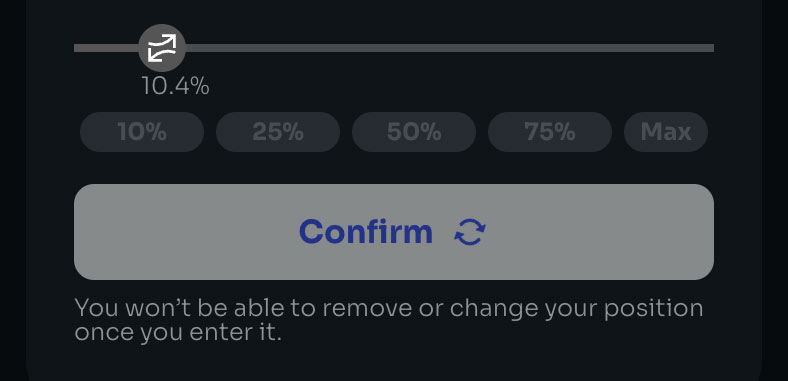 10.4%
10% 25% 50% 75% Max
Confirm
You won’t be able to remove or change your position
once you enter it.